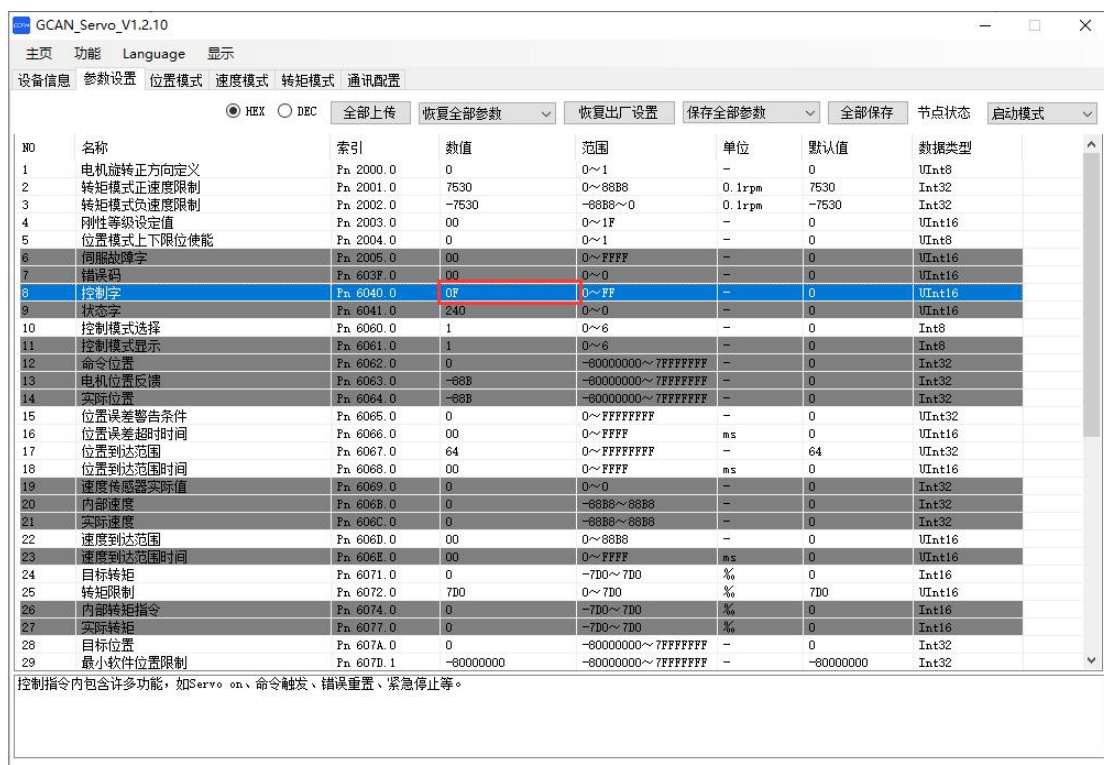 GCAN_Servo_V1.2.10
主页 功能 Language 显示
设备信息 参数设置 位置模式 速度模式 转矩模式 通讯配置
HEX DEC 全部上传 恢复全部参数 恢复出厂设置 保存全部参数 全部保存 节点状态 启动模式
NO 名称 索引 数值 范围 单位 默认值 数据类型
1 电机旋转正方向定义 Pn 2000.0 0 0~1 - 0 UInt8
2 转矩模式正速度限制 Pn 2001.0 7530 0~88B8 0.1rpm 7530 Int32
3 转矩模式负速度限制 Pn 2002.0 -7530 -88B8~0 0.1rpm -7530 Int32
4 刚性等级设定值 Pn 2003.0 00 0~1F - 0 UInt16
5 位置模式上下限位使能 Pn 2004.0 0 0~1 - 0 UInt8
6 伺服故障字 Pn 2005.0 00 0~FFFF - 0 UInt16
7 错误码 Pn 603F.0 00 0~0 - 0 UInt16
8 控制字 Pn 6040.0 0F 0~FF - 0 UInt16
9 状态字 Pn 6041.0 240 0~0 - 0 UInt16
10 控制模式选择 Pn 6060.0 1 0~6 - 0 Int8
11 控制模式显示 Pn 6061.0 1 0~6 - 0 Int8
12 命令位置 Pn 6062.0 0 -80000000~7FFFFFFF - 0 Int32
13 电机位置反馈 Pn 6063.0 -88B -80000000~7FFFFFFF - 0 Int32
14 实际位置 Pn 6064.0 -88B -80000000~7FFFFFFF - 0 Int32
15 位置误差警告条件 Pn 6065.0 0 0~FFFFFFFF - 0 UInt32
16 位置误差超时时间 Pn 6066.0 00 0~FFFF ms 0 UInt16
17 位置到达范围 Pn 6067.0 64 0~FFFFFFFF - 64 UInt32
18 位置到达范围时间 Pn 6068.0 00 0~FFFF ms 0 UInt16
19 速度传感器实际值 Pn 6069.0 0 0~0 - 0 Int32
20 内部速度 Pn 606B.0 0 -88B8~88B8 - 0 Int32
21 实际速度 Pn 606C.0 0 -88B8~88B8 - 0 Int32
22 速度到达范围 Pn 606D.0 00 0~88B8 - 0 UInt16
23 速度到达范围时间 Pn 606E.0 00 0~FFFF ms 0 UInt16
24 目标转矩 Pn 6071.0 0 -7D0~7D0 ‰ 0 Int16
25 转矩限制 Pn 6072.0 7D0 0~7D0 ‰ 7D0 UInt16
26 内部转矩指令 Pn 6074.0 0 -7D0~7D0 ‰ 0 Int16
27 实际转矩 Pn 6077.0 0 -7D0~7D0 ‰ 0 Int16
28 目标位置 Pn 607A.0 0 -80000000~7FFFFFFF - 0 Int32
29 最小软件位置限制 Pn 607D.1 -80000000 -80000000~7FFFFFFF - -80000000 Int32
控制指令内包含许多功能，如Servo on、命令触发、错误重置、紧急停止等。